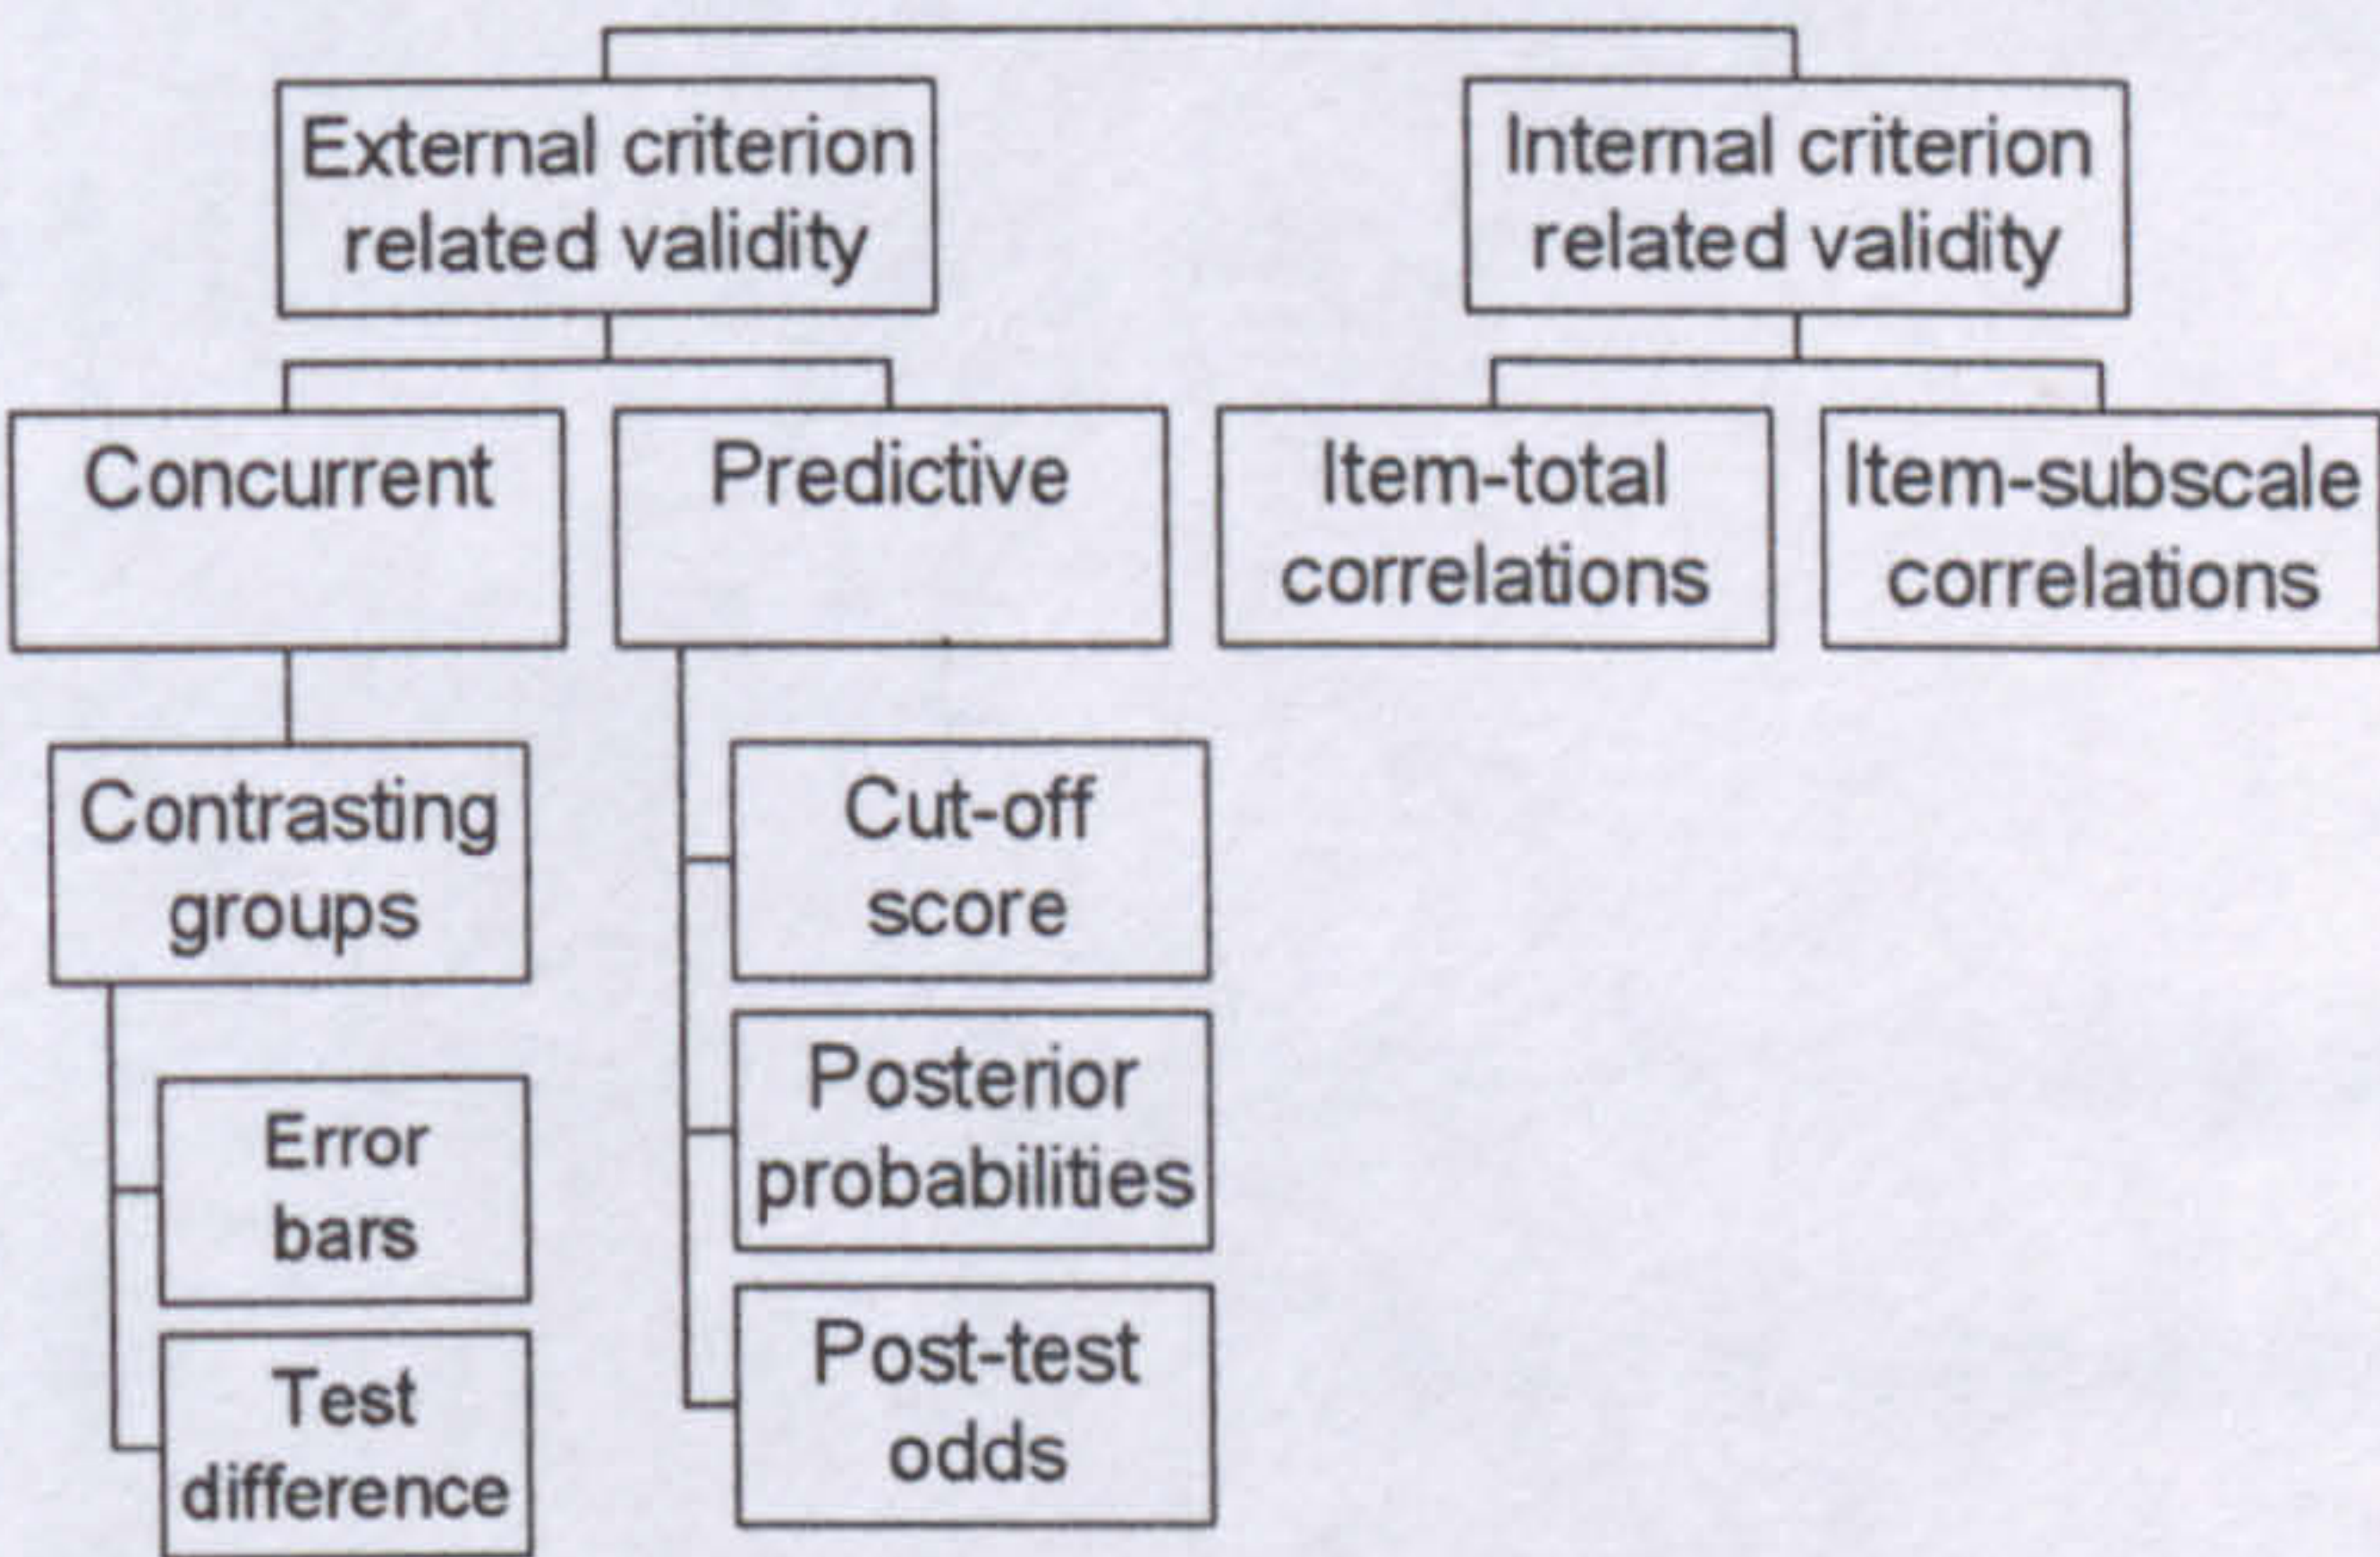 External criterion
related validity
Internal criterion
related validity
Concurrent
Predictive
Item-total
correlations
Item-subscale
correlations
Contrasting
groups
Cut-off
score
Error
bars
Posterior
probabilities
Test
difference
Post-test
odds